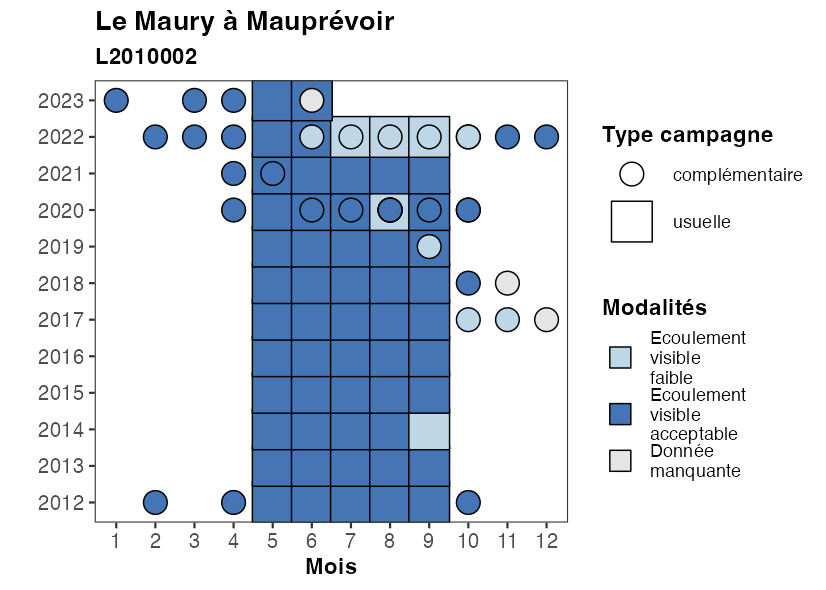 Le Maury à Mauprévoir
L2010002
2023
2022
2021
2020
2019
2018
2017
2016
2015
2014
2013
2012
1 2 3 4 5 6 7 8 9 10 11 12
Mois
Type campagne
complémentaire
usuelle
Modalités
Ecoulement
visible
faible
Ecoulement
visible
acceptable
Donnée
manquante